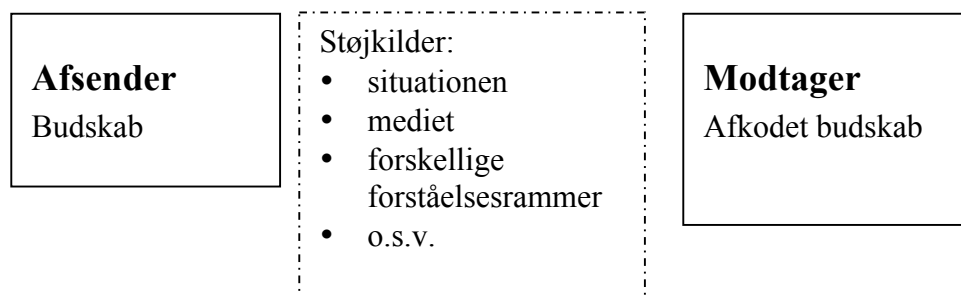 Afsender
Budskab
Støjkilder:
• situationen
• mediet
• forskellige
forståelsesrammer
• o.s.v.
Modtager
Afkodet budskab